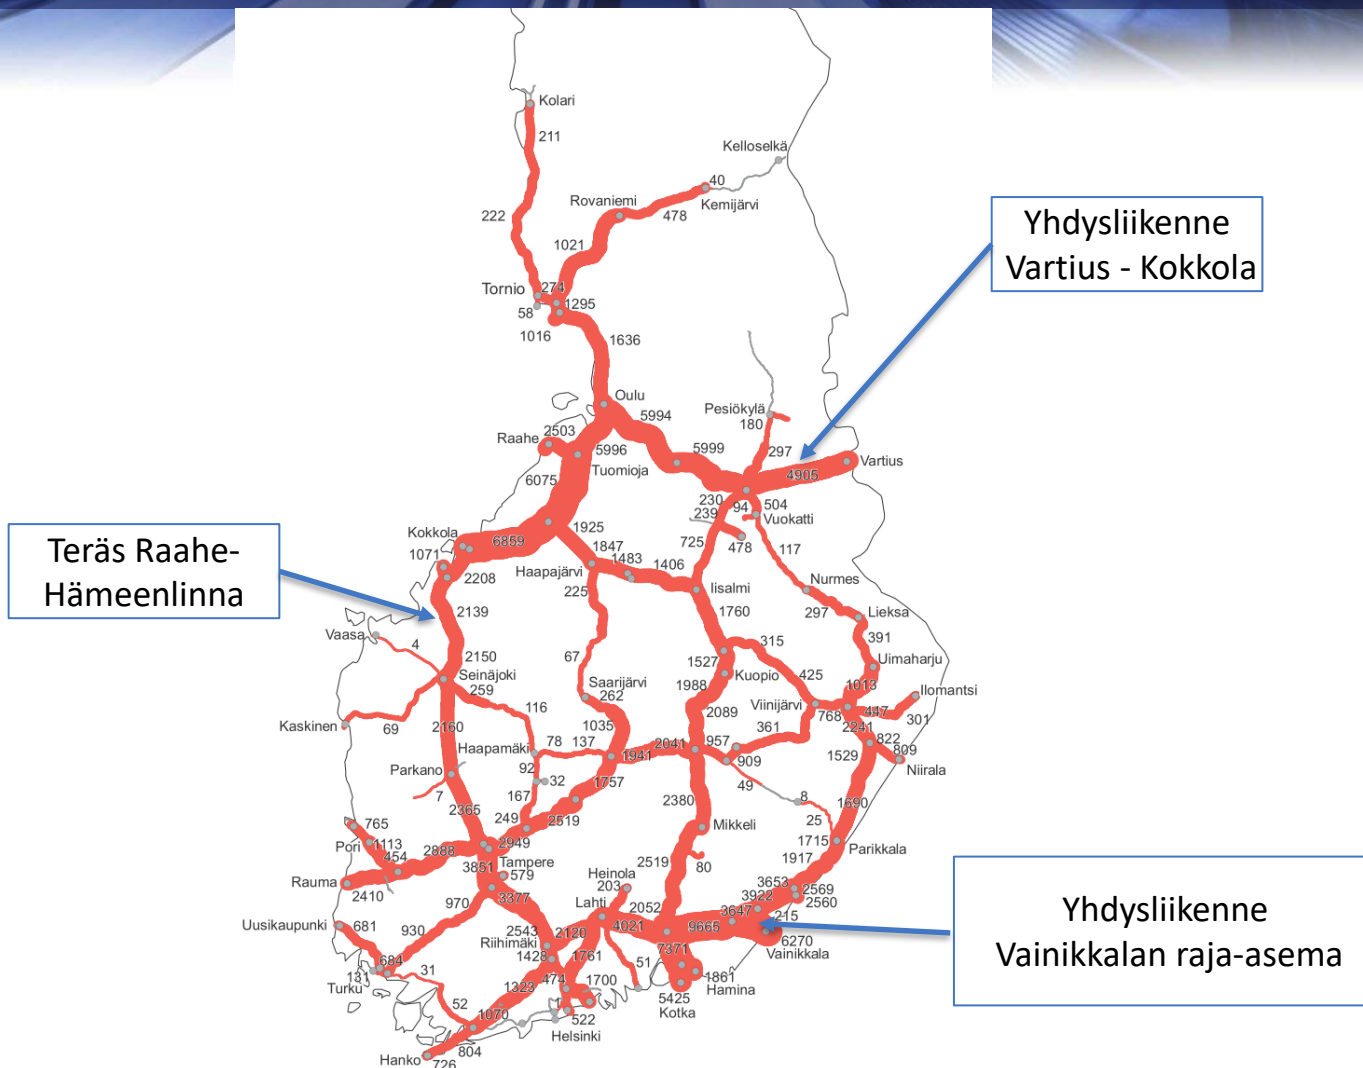 Kolari
211
Kelloselkä
40
Rovaniemi
Kemijärvi
478
222
1021
Yhdysliikenne
Vartius - Kokkola
Tornio
274
58
1295
1016
1636
Oulu
5994
Pesiökylä
180
Raahe
2503
5996
5999
297
Vartius
Tuomioja
4905
6075
230
94
504
239
Vuokatti
Kokkola
6859
1925
725
478
117
1071
1847
1483
1406
Haapajärvi
2208
225
Iisalmi
Nurmes
297
Lieksa
Teräs Raahe-
Hämeenlinna
2139
1760
Vaasa
4
315
391
2150
67
1527
Uimaharju
Seinäjoki
Kuopio
425
259
Saarijärvi
262
1988
1013
Ilomantsi
116
Viinijärvi
768
447
301
Kaskinen
69
2160
1035
2089
361
2241
822
Haapamäki
78
137
1941
2041
957
909
1529
809
Niirala
Parkano
92
32
1757
49
8
7
167
2380
25
1690
2365
249
2519
Mikkeli
765
1113
Pori
454
2888
2949
1715
Parikkala
3851
Tampere
579
2519
80
1917
Heinola
203
Rauma
2410
3377
3653
2569
2560
970
Lahti
2052
3922
3647
215
Uusikaupunki
681
930
2543
2120
4021
9665
6270
Vainikkala
Yhdysliikenne
Vainikkalan raja-asema
Riihimäki
1428
1761
7371
684
131
Turku
31
474
1700
51
1861
Hamina
1323
5425
Kotka
52
1070
1
522
Helsinki
Hanko
804
726